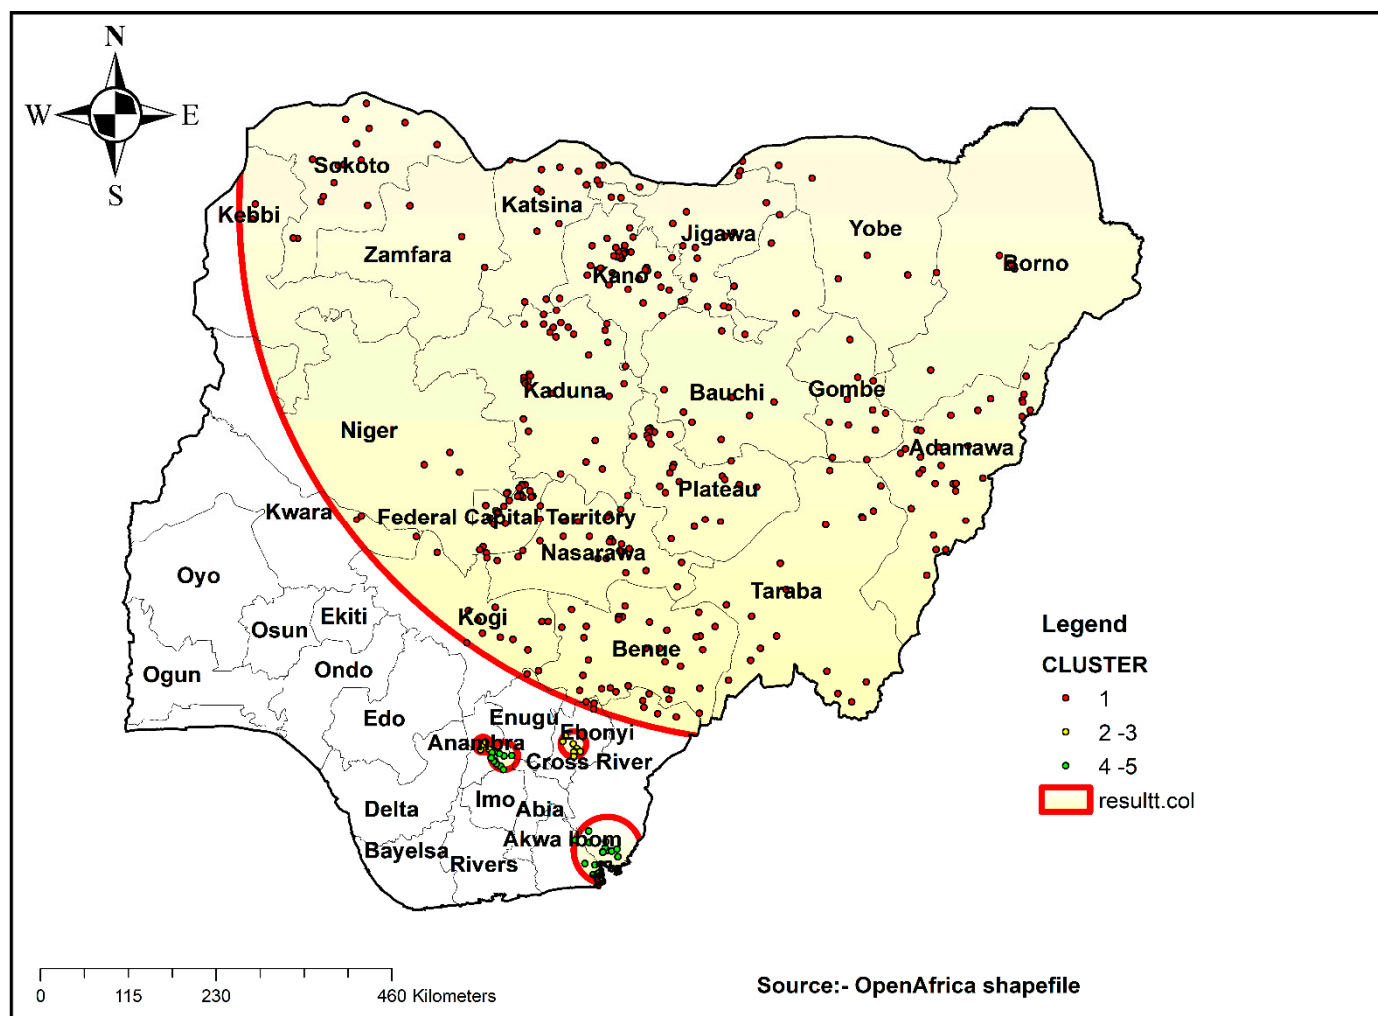 N
W
E
S
Sokoto
Kebbi
Katsina
Zamfara
Jigawa
Yobe
Kano
Borno
Kaduna
Bauchi
Gombe
Niger
Adamawa
Plateau
Kwara
Federal Capital Territory
Nasarawa
Oyo
Taraba
Kogi
Ekiti
Osun
Benue
Ogun
Ondo
Edo
Enugu
Ebonyi
Anambra
Cross River
Imo
Abia
Delta
Akwa Ibom
Bayelsa
Rivers
Legend
CLUSTER
1
2 -3
4 -5
resultt.col
0
115
230
460 Kilometers
Source:- OpenAfrica shapefile